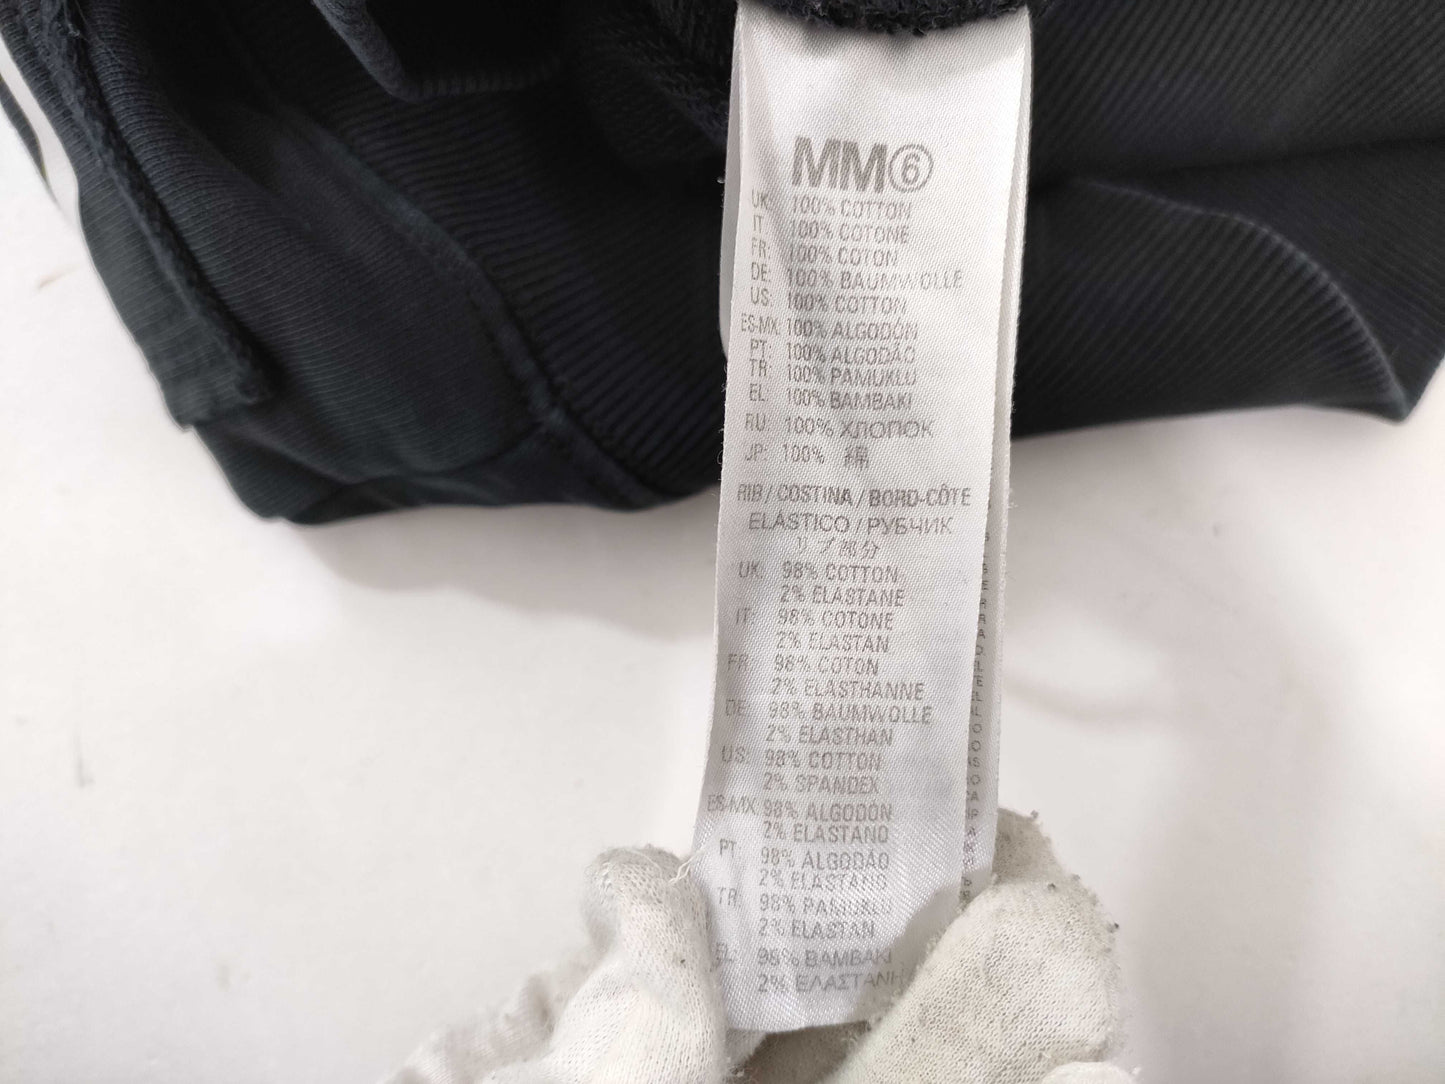 MM⑥
UK: 100% COTTON
IT 100% COTONE
FR: 100% COTON
DE: 100% BAUMWOLLE
US: 100% COTTON
ES-MX 100% ALGODÓN
PT: 100% ALGODÃO
TR: 100% PAMUKLU
EL: 100% BAMBAKI
RU: 100% ХЛОПОК
JP: 100% 綿
RIB / COSTINA / BORD-CÔTE
ELASTICO / РУБЧИК
リブ部分
UK: 98% COTTON
2% ELASTANE
IT: 98% COTONE
2% ELASTAN
FR: 98% COTON
2% ELASTHANNE
DE: 98% BAUMWOLLE
2% ELASTHAN
US: 98% COTTON
2% SPANDEX
ES-MX 98% ALGODÓN
2% ELASTANO
PT 98% ALGODÃO
2% ELASTANO
TR: 98% PAMUKLU
2% ELASTAN
EL: 98% BAMBAKI
2% ΕΛΑΣΤΑΝΗ